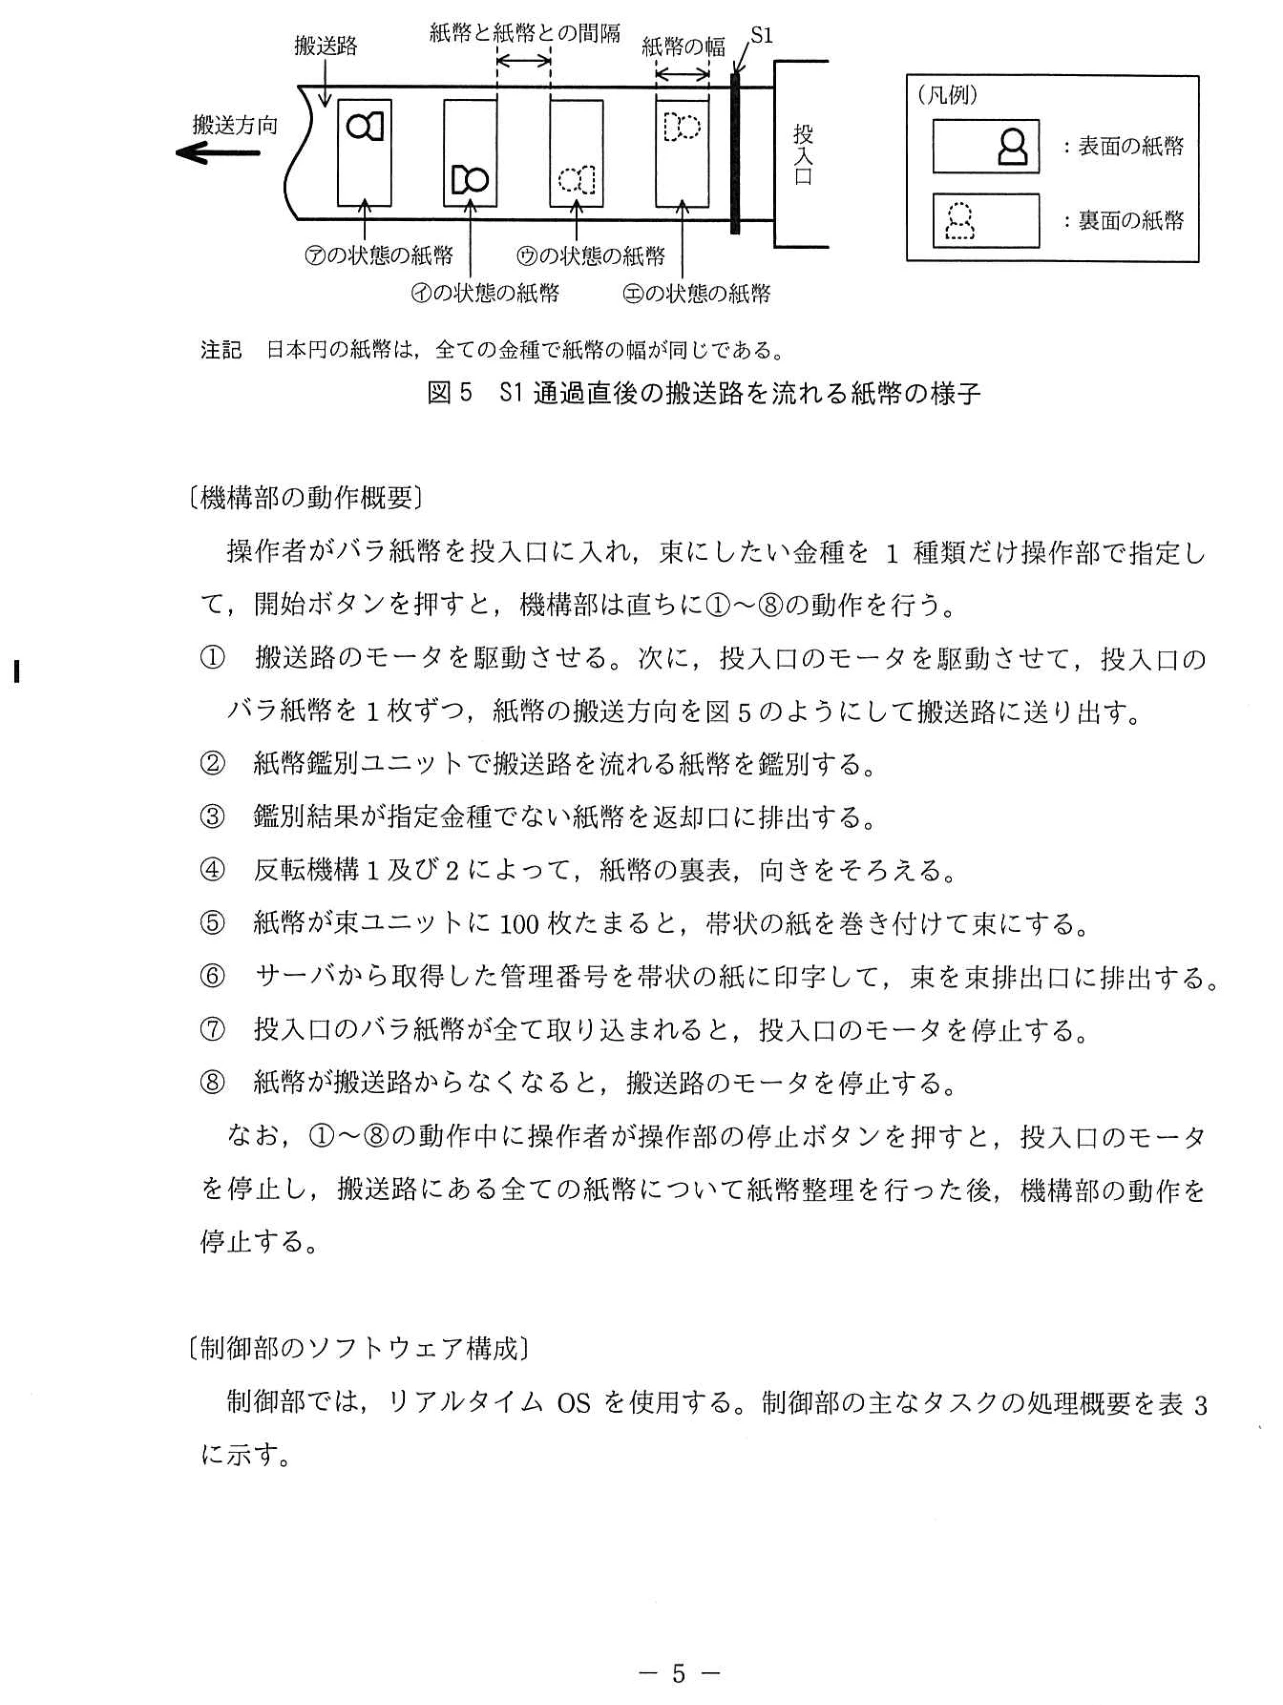 搬送路
紙幣と紙幣との間隔
紙幣の幅
S1
搬送方向
投入口
㋐の状態の紙幣
㋑の状態の紙幣
㋒の状態の紙幣
㋓の状態の紙幣
（凡例）
：表面の紙幣
：裏面の紙幣
注記　日本円の紙幣は，全ての金種で紙幣の幅が同じである。
図5　S1 通過直後の搬送路を流れる紙幣の様子
〔機構部の動作概要〕
操作者がバラ紙幣を投入口に入れ，束にしたい金種を 1 種類だけ操作部で指定し
て，開始ボタンを押すと，機構部は直ちに①～⑧の動作を行う。
①　搬送路のモータを駆動させる。次に，投入口のモータを駆動させて，投入口の
バラ紙幣を 1 枚ずつ，紙幣の搬送方向を図 5 のようにして搬送路に送り出す。
②　紙幣鑑別ユニットで搬送路を流れる紙幣を鑑別する。
③　鑑別結果が指定金種でない紙幣を返却口に排出する。
④　反転機構 1 及び 2 によって，紙幣の裏表，向きをそろえる。
⑤　紙幣が束ユニットに 100 枚たまると，帯状の紙を巻き付けて束にする。
⑥　サーバから取得した管理番号を帯状の紙に印字して，束を束排出口に排出する。
⑦　投入口のバラ紙幣が全て取り込まれると，投入口のモータを停止する。
⑧　紙幣が搬送路からなくなると，搬送路のモータを停止する。
なお，①～⑧の動作中に操作者が操作部の停止ボタンを押すと，投入口のモータ
を停止し，搬送路にある全ての紙幣について紙幣整理を行った後，機構部の動作を
停止する。
〔制御部のソフトウェア構成〕
制御部では，リアルタイム OS を使用する。制御部の主なタスクの処理概要を表 3
に示す。
－ 5 －